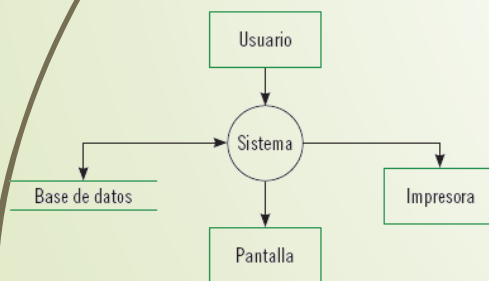 Usuario
Sistema
Base de datos
Impresora
Pantalla